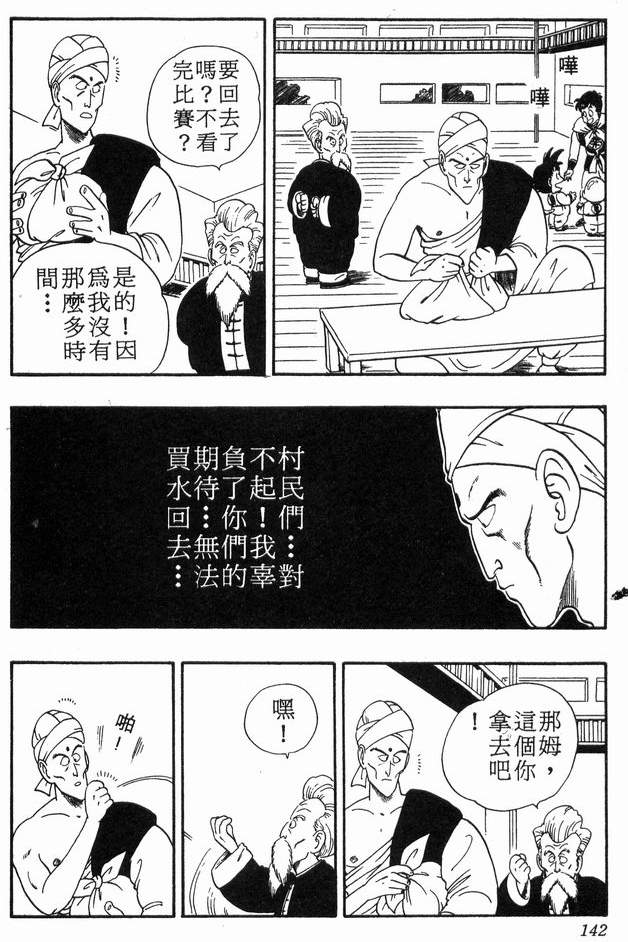 嘩
嘩
要回去了
嗎？不看
完比賽？
是的！因
爲我沒有
那麼多時
間…
村民們…對
不起！我辜
負了你們的
期待…無法
買水回去…
那姆，
這個你
拿去吧
！
嘿！
啪！
142